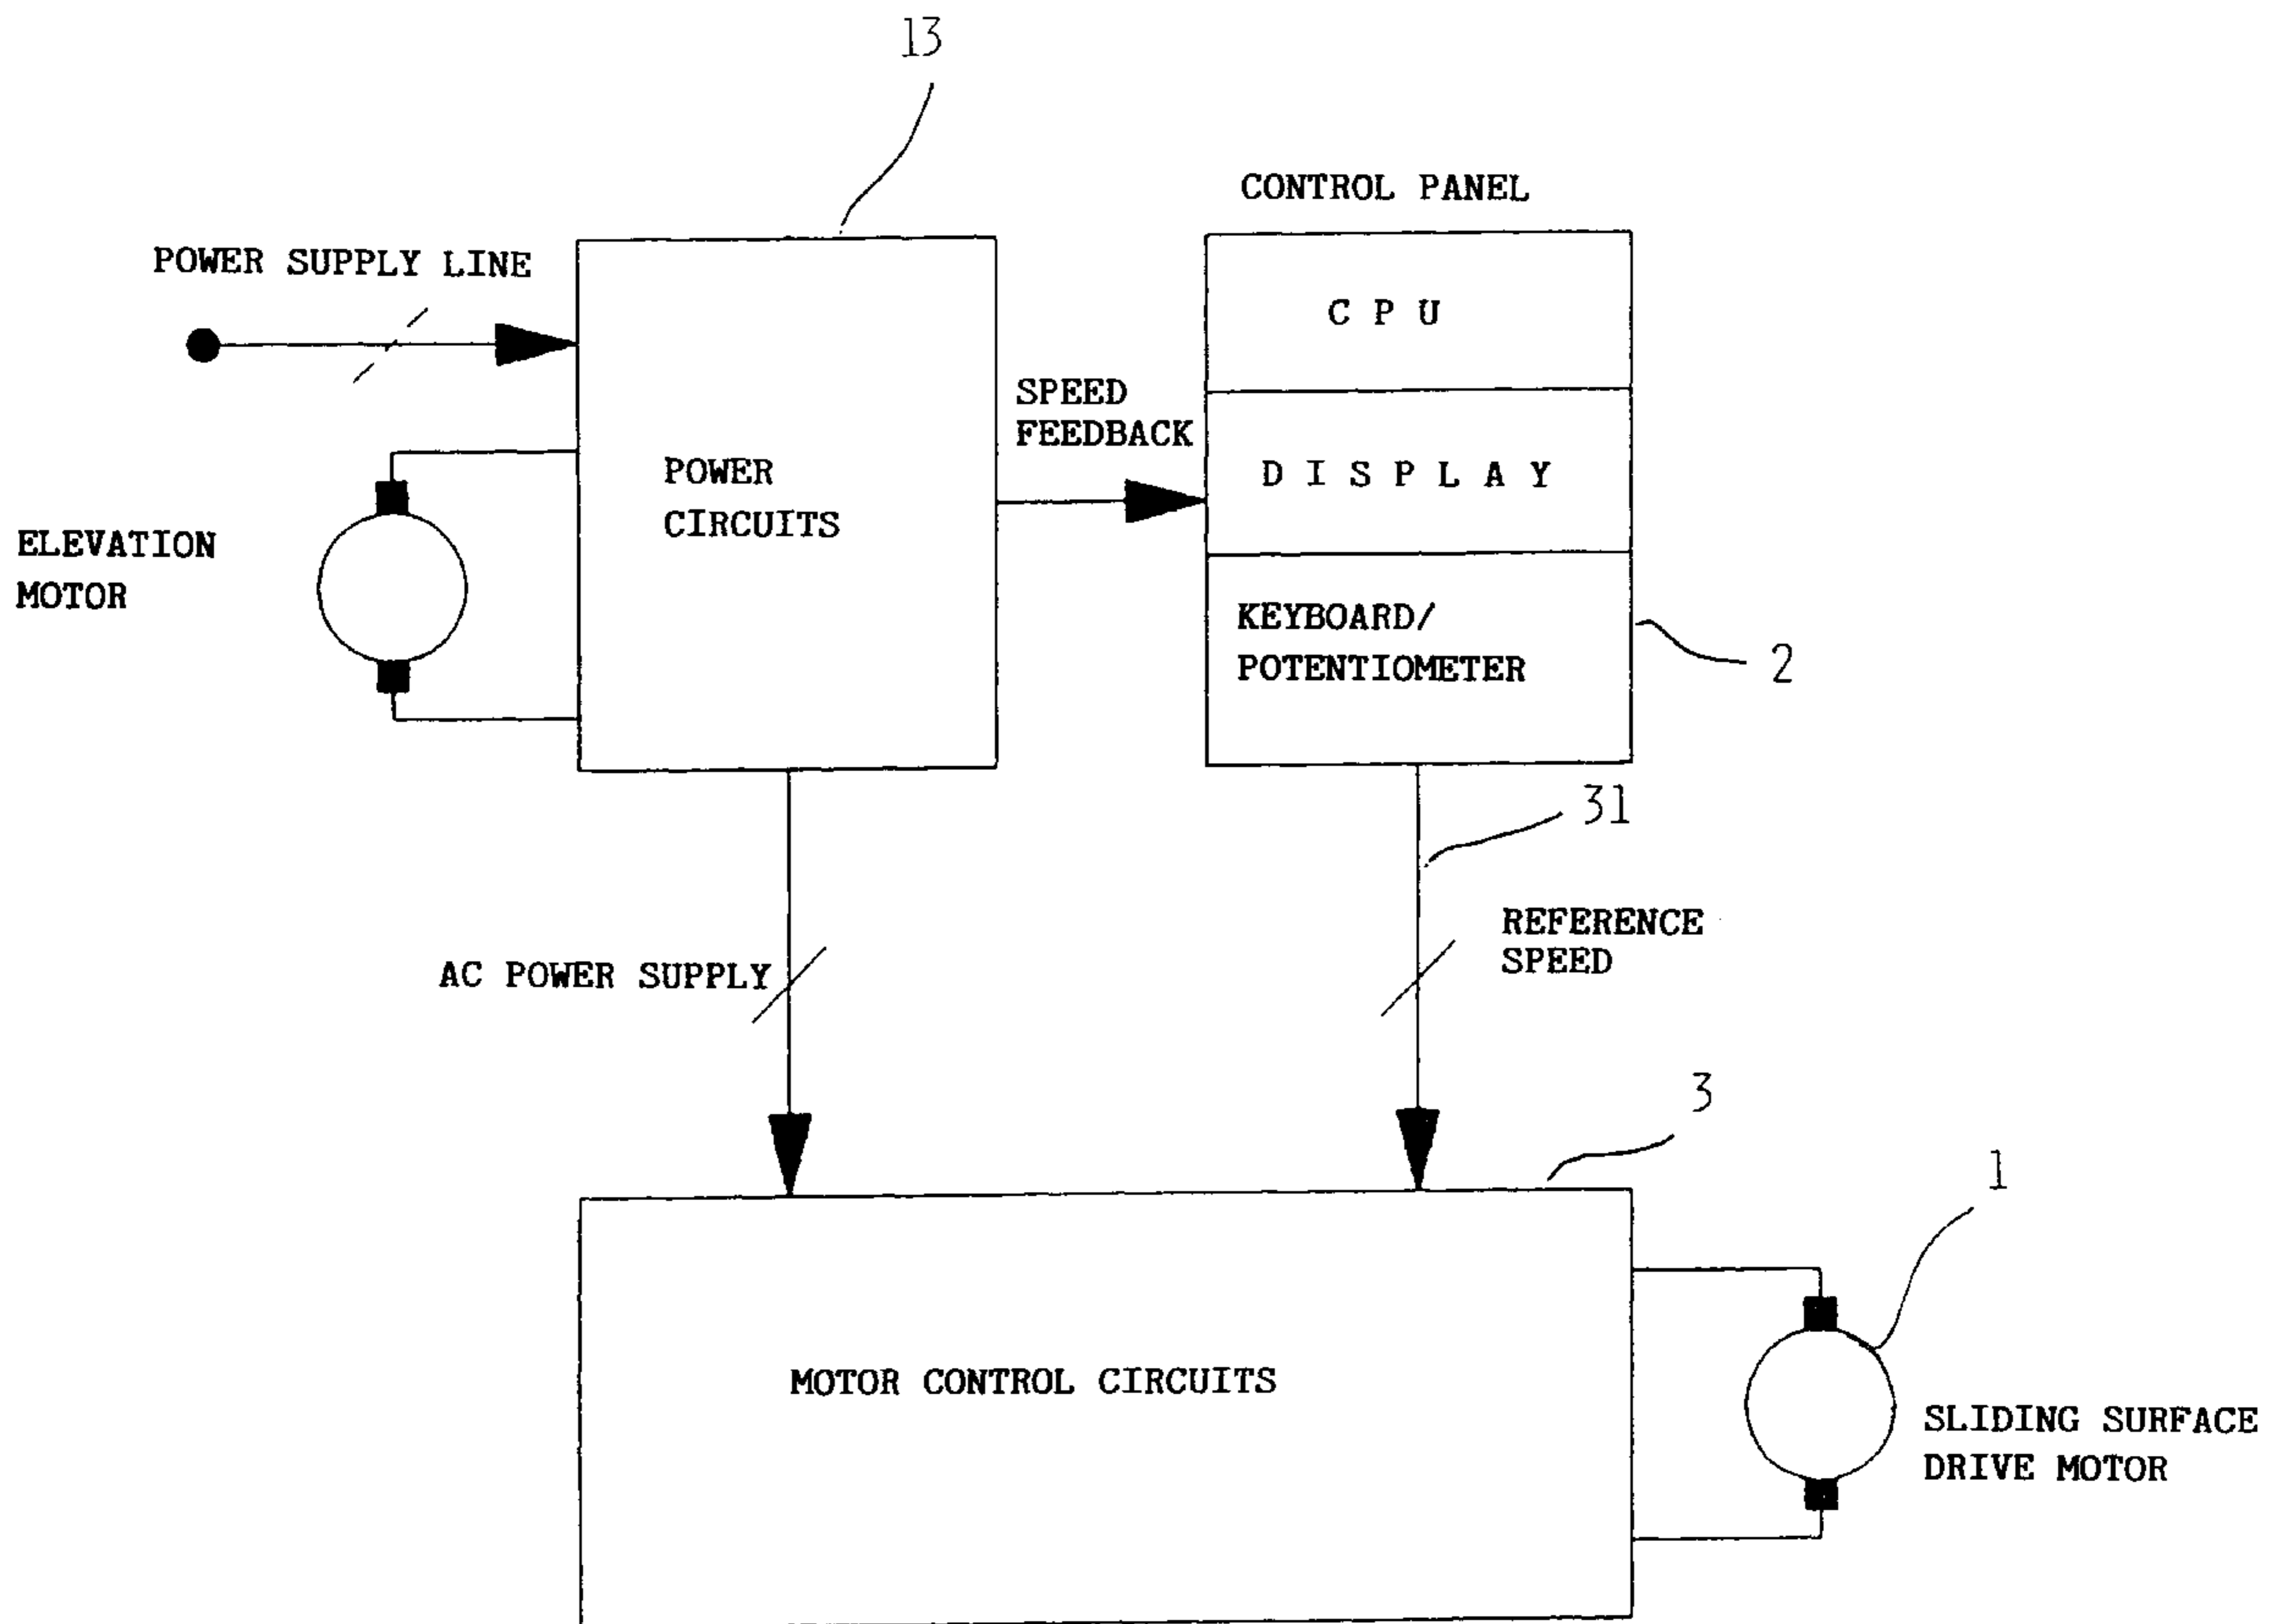 13
CONTROL PANEL
POWER SUPPLY LINE
C P U
SPEED
FEEDBACK
D I S P L A Y
POWER
CIRCUITS
ELEVATION
MOTOR
KEYBOARD/
POTENTIOMETER
2
31
REFERENCE
SPEED
AC POWER SUPPLY
3
1
MOTOR CONTROL CIRCUITS
SLIDING SURFACE
DRIVE MOTOR